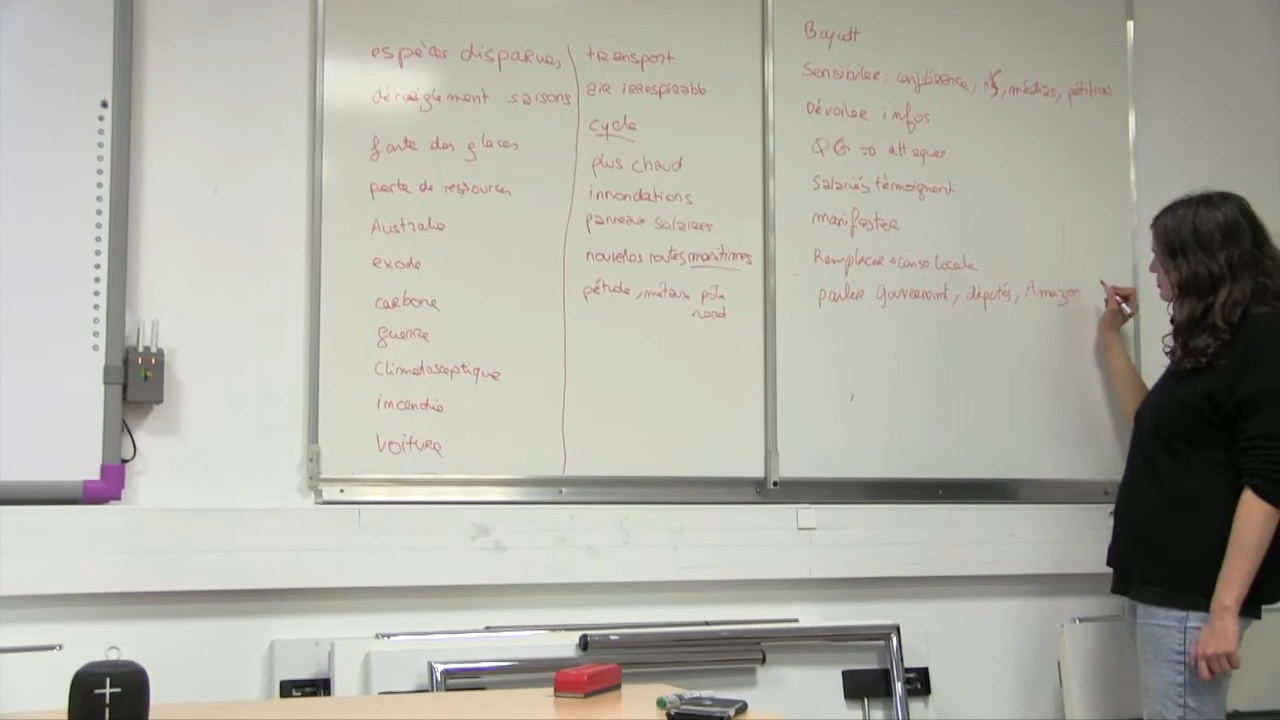 espèces disparues
déraiglement saisons
fonte des glaces
perte de ressources
Australie
exode
carbone
guerre
Climatosceptique
incendie
Voiture
transport
air irrespirable
cycle
plus chaud
innondations
panneaux solaires
nouvelles routes maritimes
pétrole, métaux pôle
nord
Boycott
Sensibiliser conférence, médias, pétitions
Dévoiler infos
QG => attaquer
Salariés témoignent
manifester
Remplacer conso locale
parler gouvernement, députés, Amazon